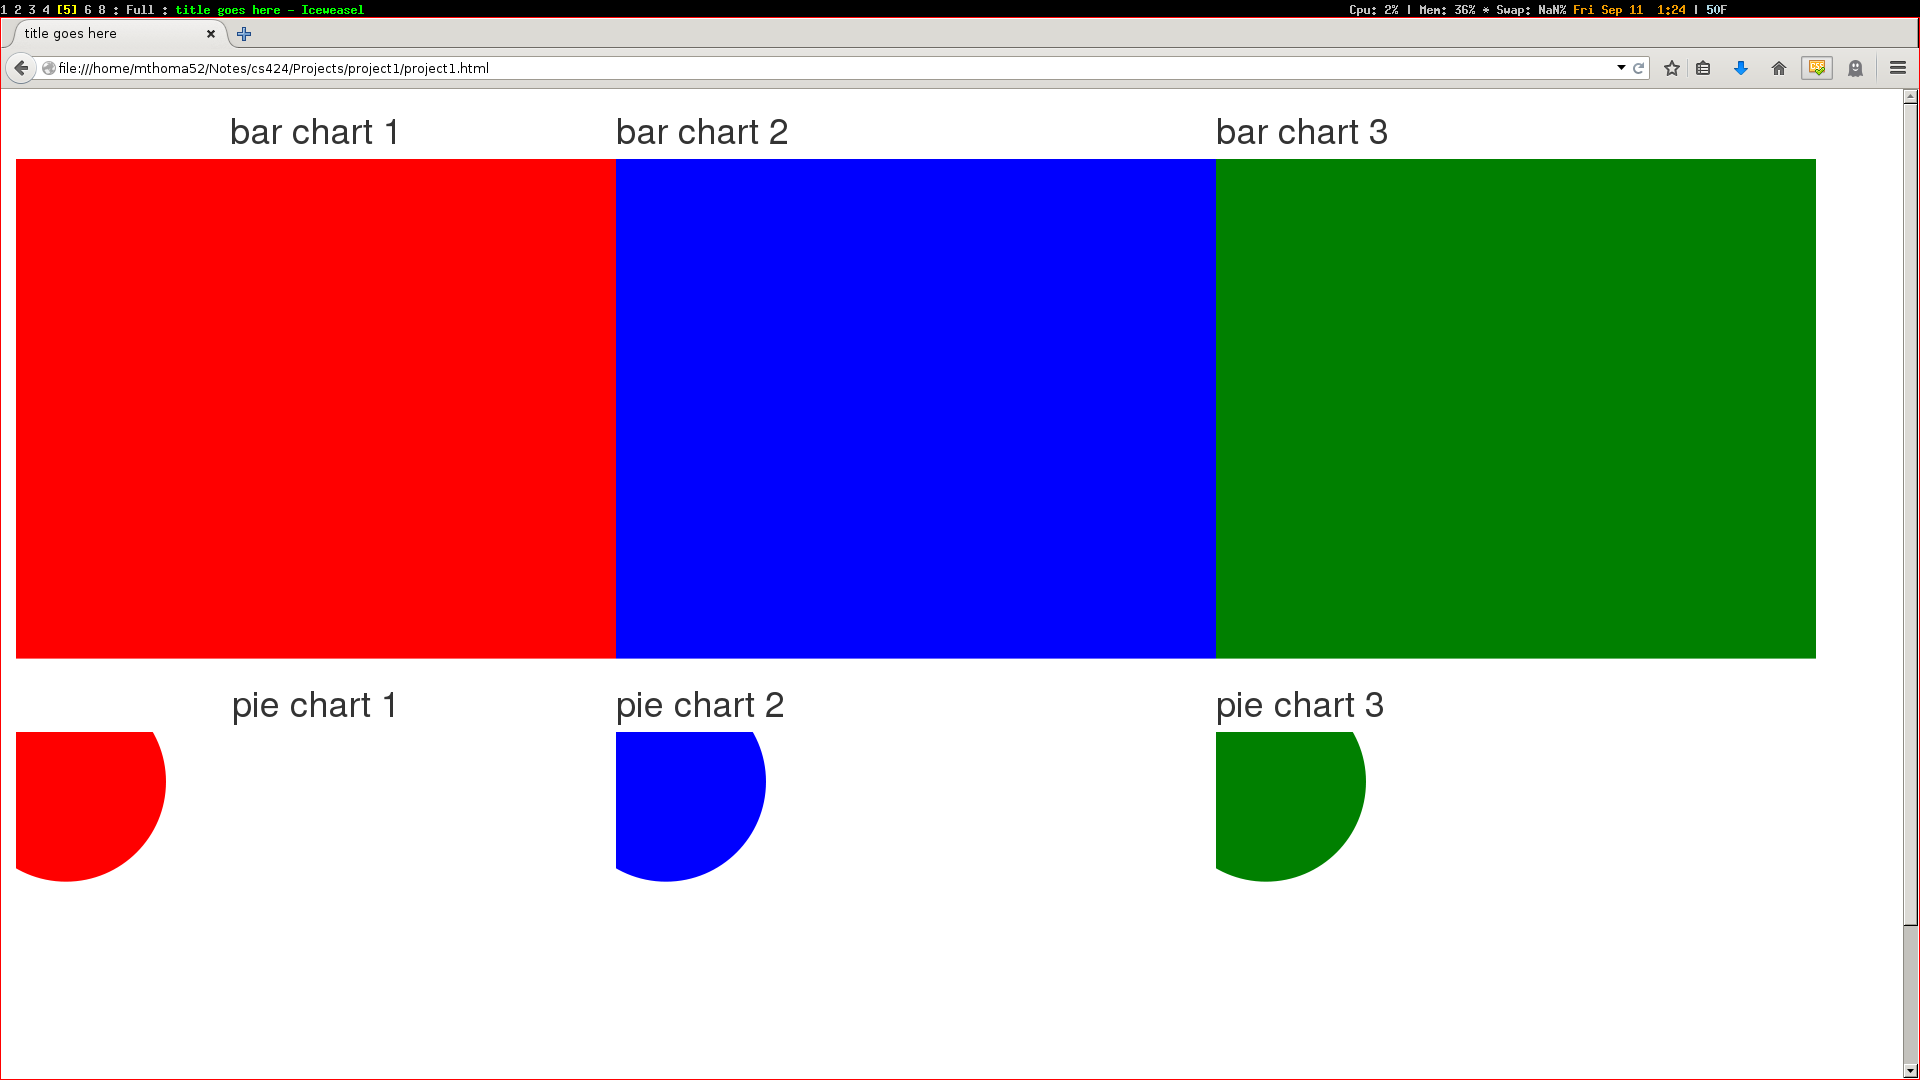 1 2 3 4 [5] 6 8 : Full : title goes here - Iceweasel Cpu: 2% | Mem: 36% * Swap: NaN% Fri Sep 11 1:24 | 50F
title goes here
file:///home/mthoma52/Notes/cs424/Projects/project1/project1.html
bar chart 1 bar chart 2 bar chart 3
pie chart 1 pie chart 2 pie chart 3